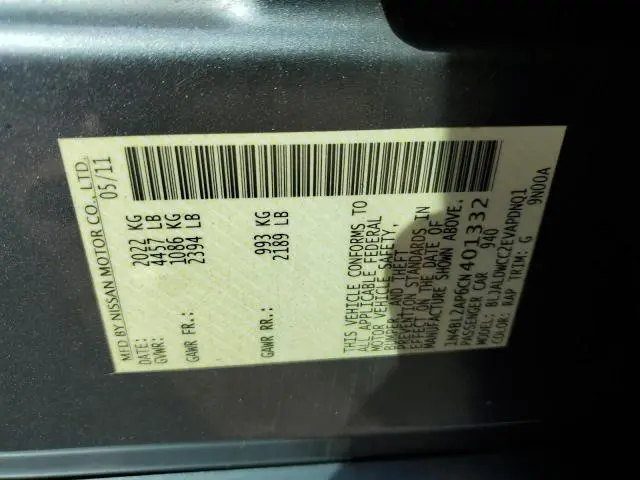 MFD BY NISSAN MOTOR CO., LTD.
DATE: 05/11
GVWR: 2022 KG
4457 LB
GAWR FR.: 1086 KG
2394 LB
GAWR RR.: 993 KG
2189 LB
THIS VEHICLE CONFORMS TO
ALL APPLICABLE FEDERAL
MOTOR VEHICLE SAFETY,
BUMPER, AND THEFT
PREVENTION STANDARDS IN
EFFECT ON THE DATE OF
MANUFACTURE SHOWN ABOVE.
1N4BL2AP6CN401332
PASSENGER CAR 940
MODEL: BLJALDWCCZEVAPDNQ1
COLOR: RAP TRIM: G 9N00A